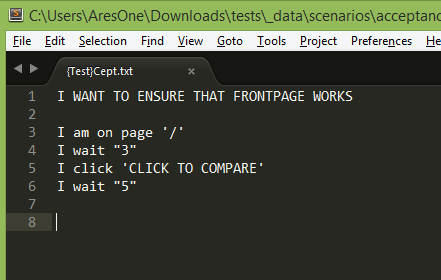 C:\Users\AresOne\Downloads\tests\_data\scenarios\acceptanc
File Edit Selection Find View Goto Tools Project Preferences He
{Test}Cept.txt ×
1 I WANT TO ENSURE THAT FRONTPAGE WORKS
2
3 I am on page '/'
4 I wait "3"
5 I click 'CLICK TO COMPARE'
6 I wait "5"
7
8